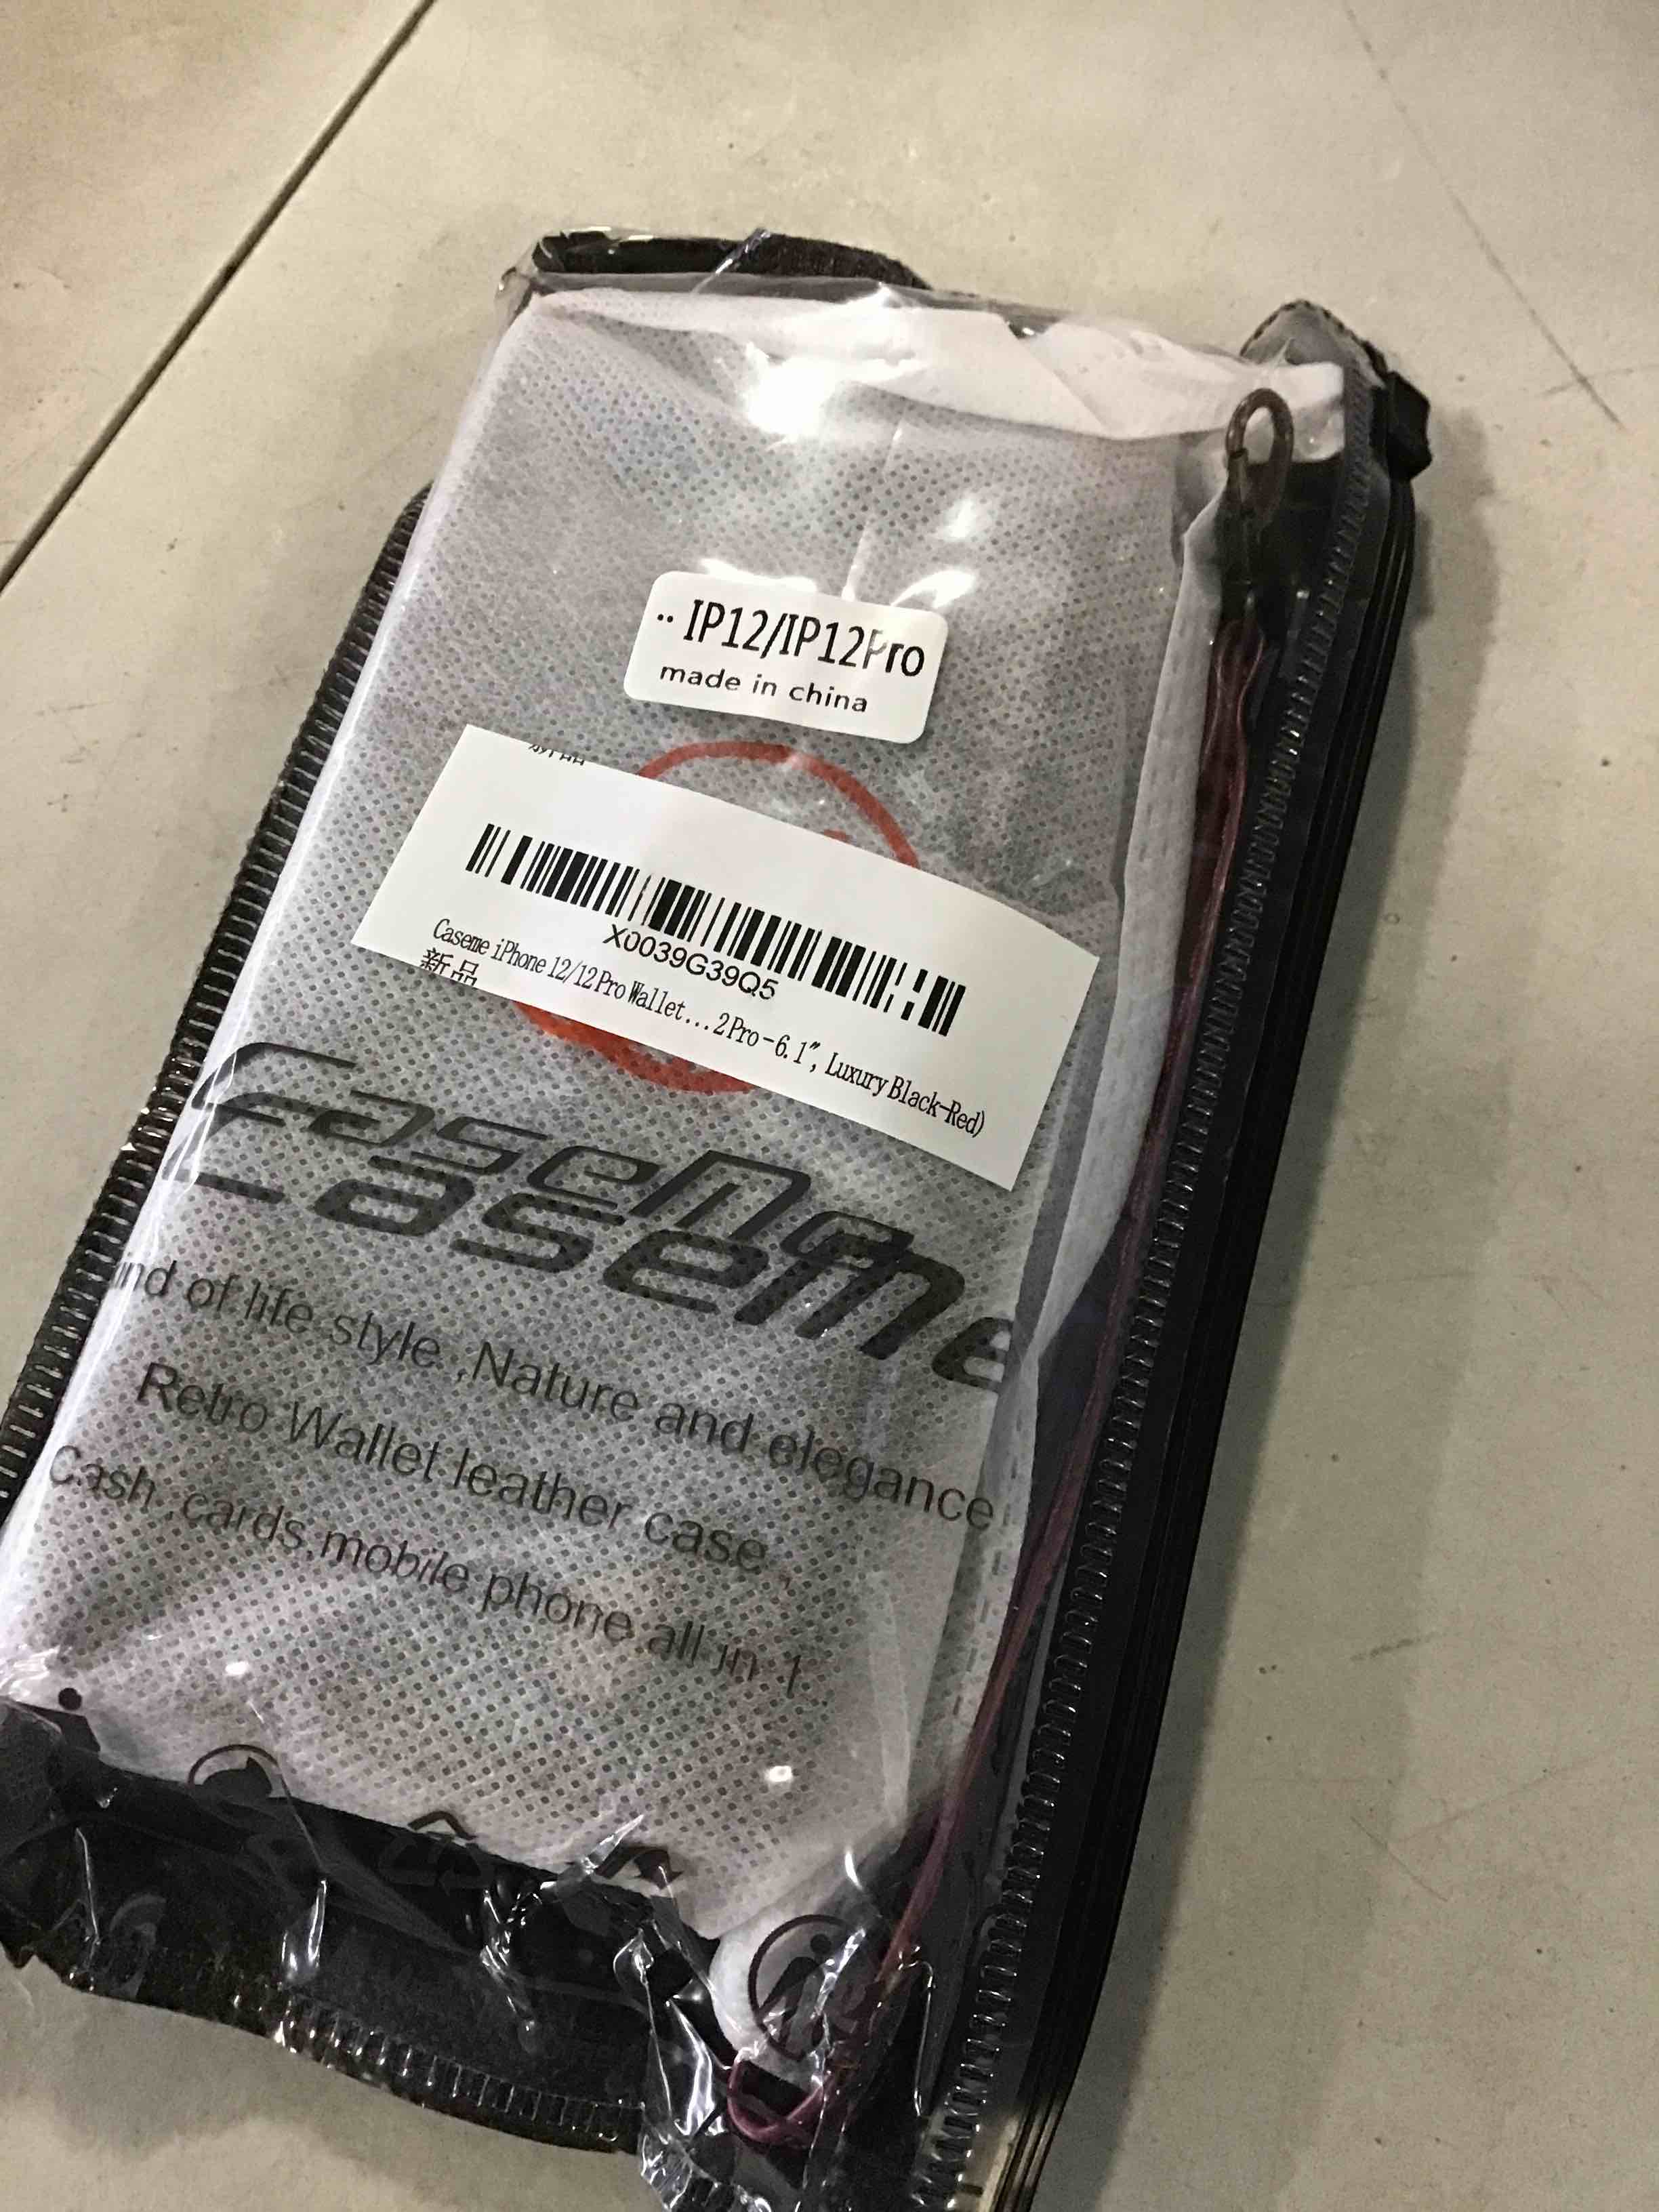 IP12/IP12Pro
made in china
X0039G39Q5
Caseme iPhone 12/12Pro Wallet...2Pro-6.1", Luxury Black-Red)
新品
CaseMe
CaseMe
ind of life style ,Nature and elegance
Retro Wallet leather case ,
cash ,cards,mobile phone all in 1